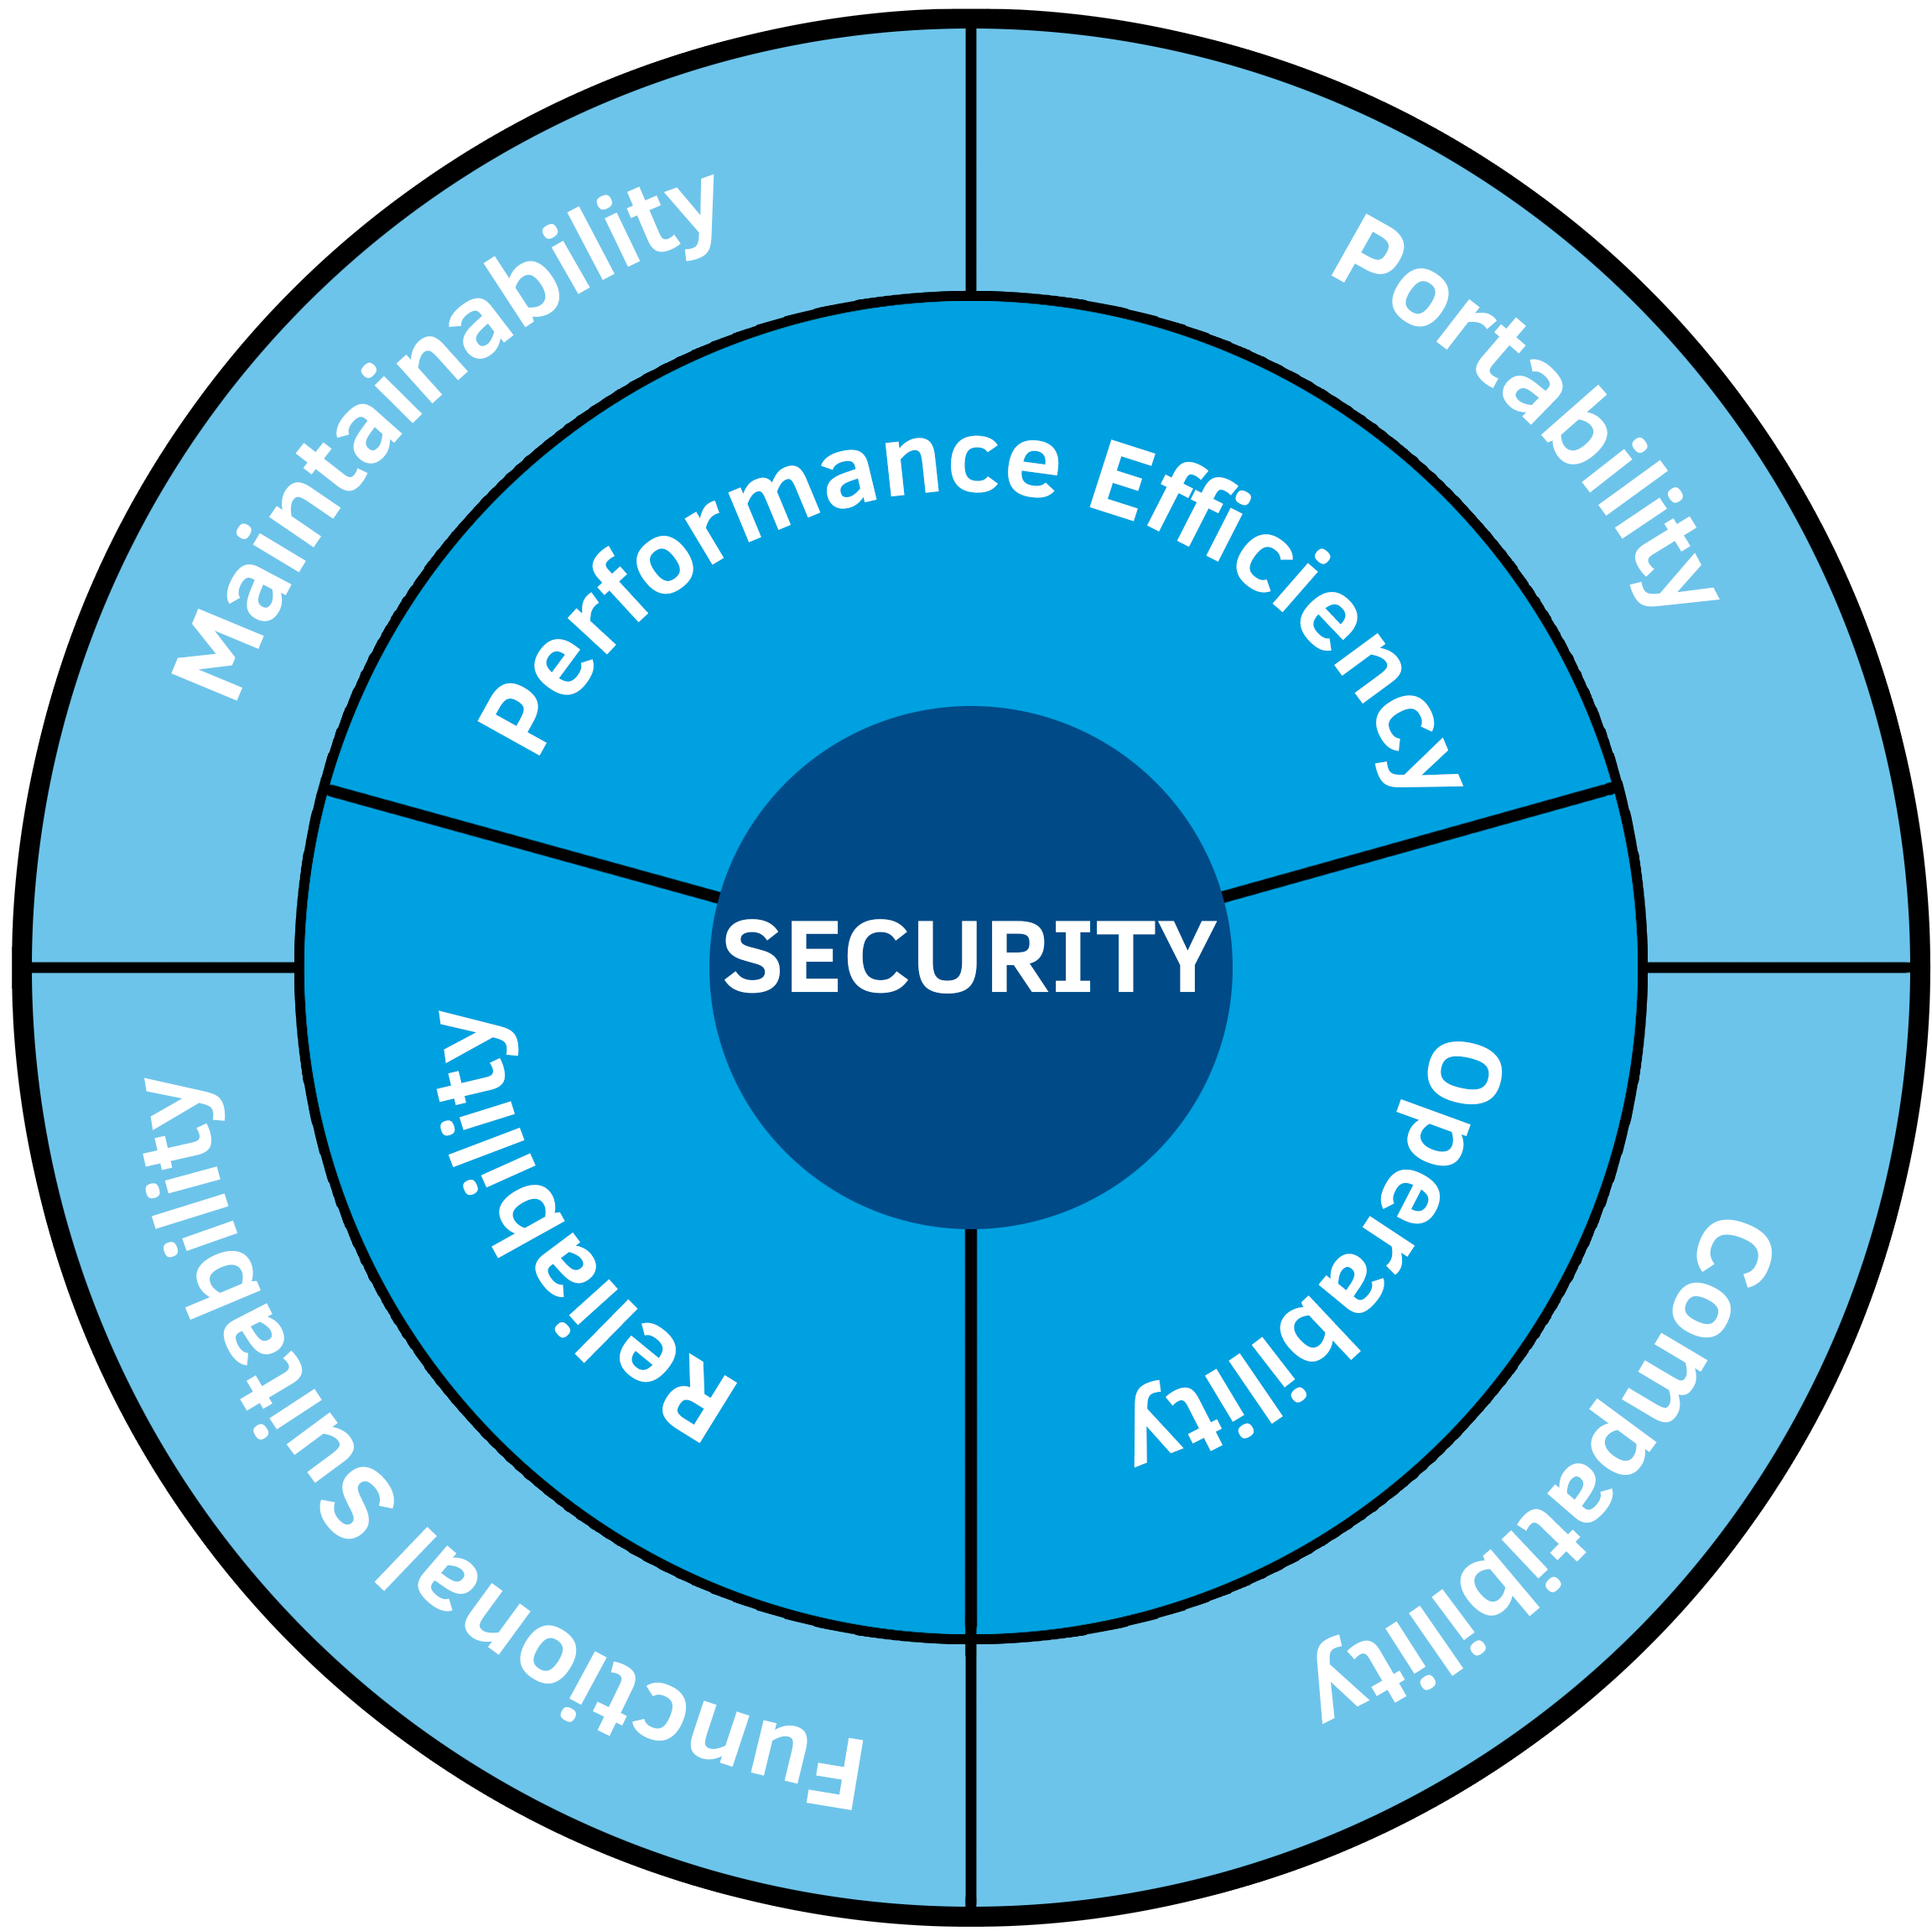 Maintainability
Portability
Performance Efficiency
SECURITY
Reliability
Operability
Functional Suitability
Compatibility